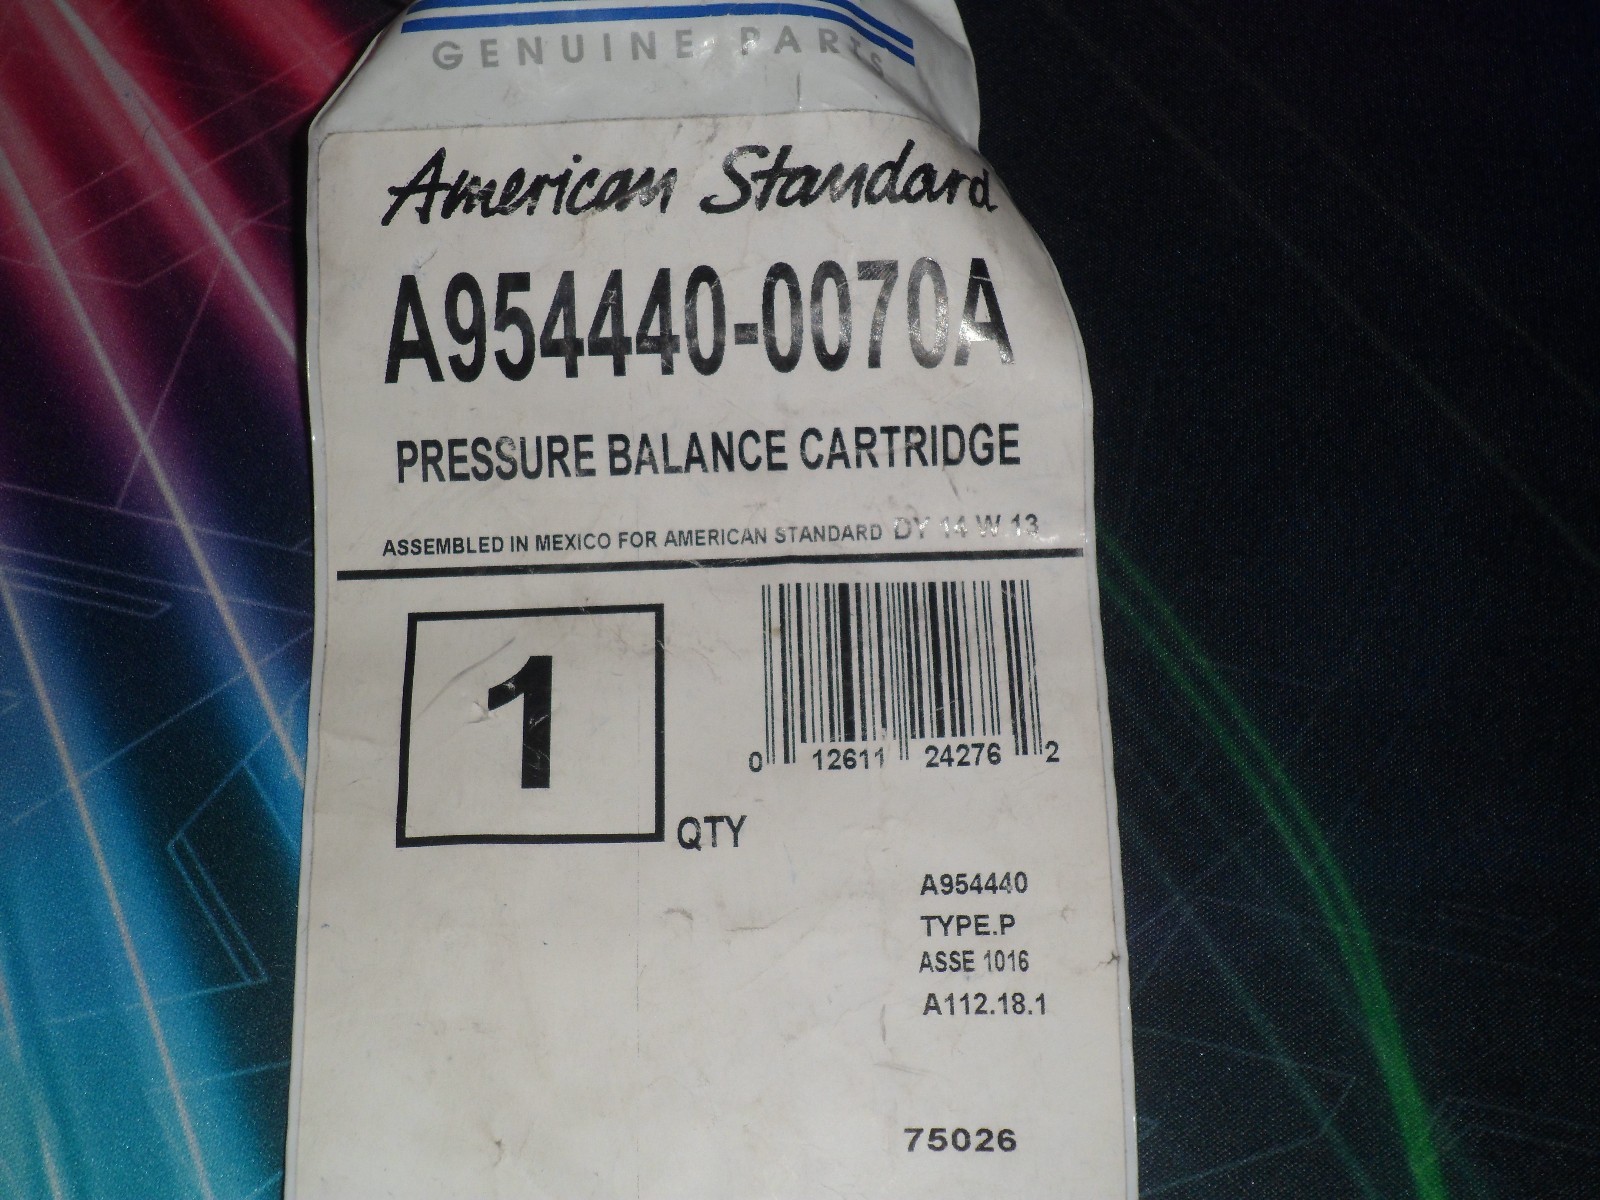 GENUINE PARTS
American Standard
A954440-0070A
PRESSURE BALANCE CARTRIDGE
ASSEMBLED IN MEXICO FOR AMERICAN STANDARD DY 14 W 13
1
QTY
0 12611 24276 2
A954440
TYPE.P
ASSE 1016
A112.18.1
75026